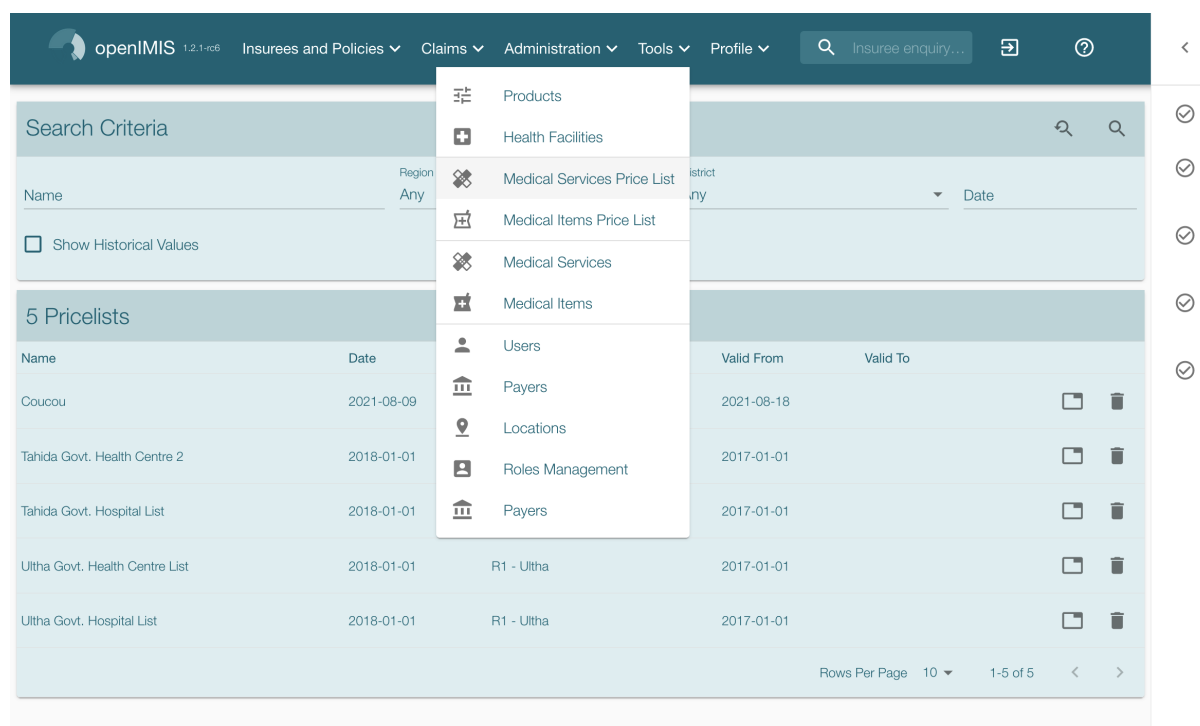 openIMIS 1.2.1-rc6 Insurees and Policies Claims Administration Tools Profile Insuree enquiry...
Products
Health Facilities
Medical Services Price List
Medical Items Price List
Medical Services
Medical Items
Users
Payers
Locations
Roles Management
Payers
Search Criteria
Region
Name Any Date
Show Historical Values
5 Pricelists
Name Date Valid From Valid To
Coucou 2021-08-09 2021-08-18
Tahida Govt. Health Centre 2 2018-01-01 2017-01-01
Tahida Govt. Hospital List 2018-01-01 2017-01-01
Ultha Govt. Health Centre List 2018-01-01 R1 - Ultha 2017-01-01
Ultha Govt. Hospital List 2018-01-01 R1 - Ultha 2017-01-01
Rows Per Page 10 1-5 of 5